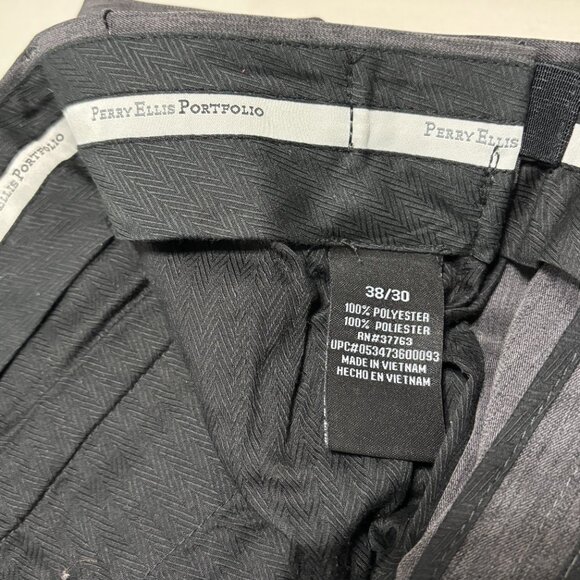 PERRY ELLIS PORTFOLIO
PERRY ELLIS
ELLIS PORTFOLIO
38/30
100% POLYESTER
100% POLIESTER
RN#37763
UPC#053473600093
MADE IN VIETNAM
HECHO EN VIETNAM